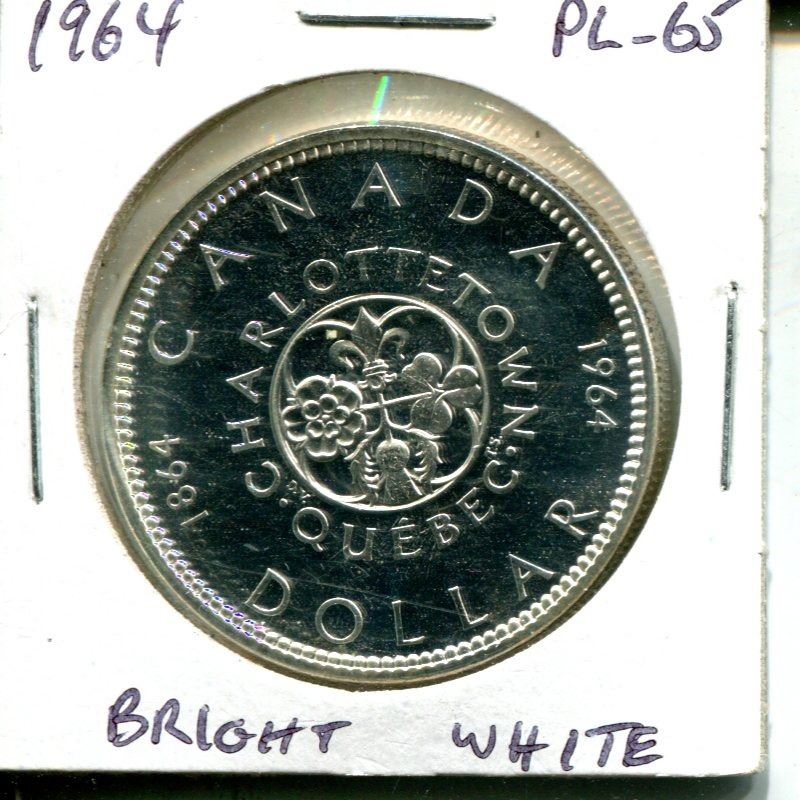 1964 PL-65
CANADA
CHARLOTTETOWN
1864 1964
·QUÉBEC·
D.V. T.S.
DOLLAR
BRIGHT WHITE